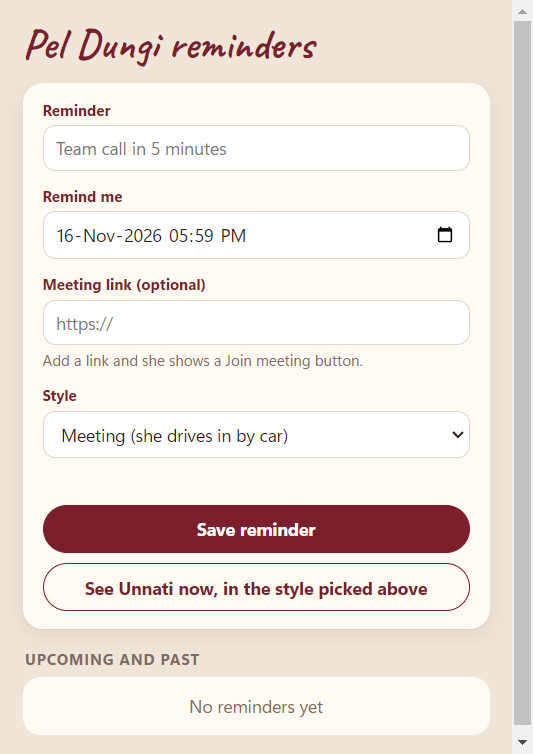 Pel Dungi reminders
Reminder
Team call in 5 minutes
Remind me
16-Nov-2026 05:59 PM
Meeting link (optional)
https://
Add a link and she shows a Join meeting button.
Style
Meeting (she drives in by car)
Save reminder
See Unnati now, in the style picked above
UPCOMING AND PAST
No reminders yet